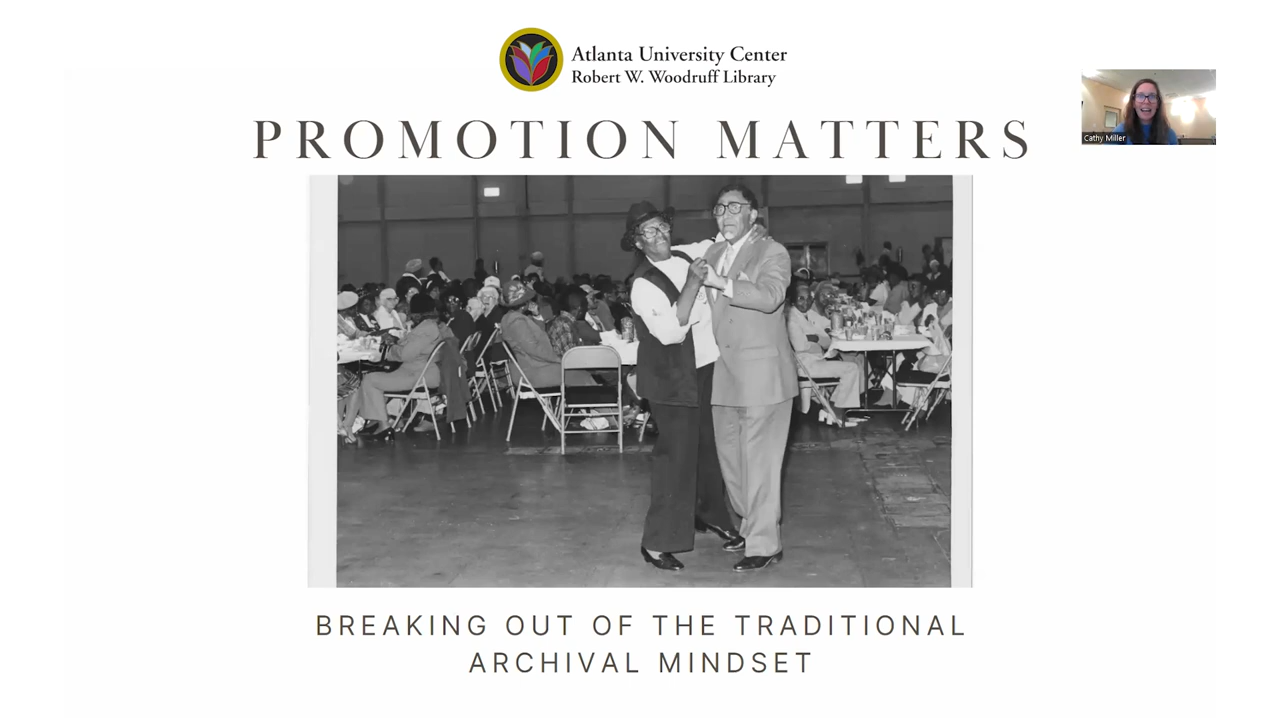 Atlanta University Center
Robert W. Woodruff Library
PROMOTION MATTERS
Cathy Miller
BREAKING OUT OF THE TRADITIONAL
ARCHIVAL MINDSET